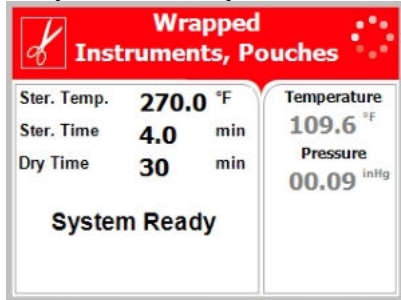 Wrapped
Instruments, Pouches
Ster. Temp. 270.0 °F
Ster. Time 4.0 min
Dry Time 30 min
System Ready
Temperature
109.6 °F
Pressure
00.09 inHg